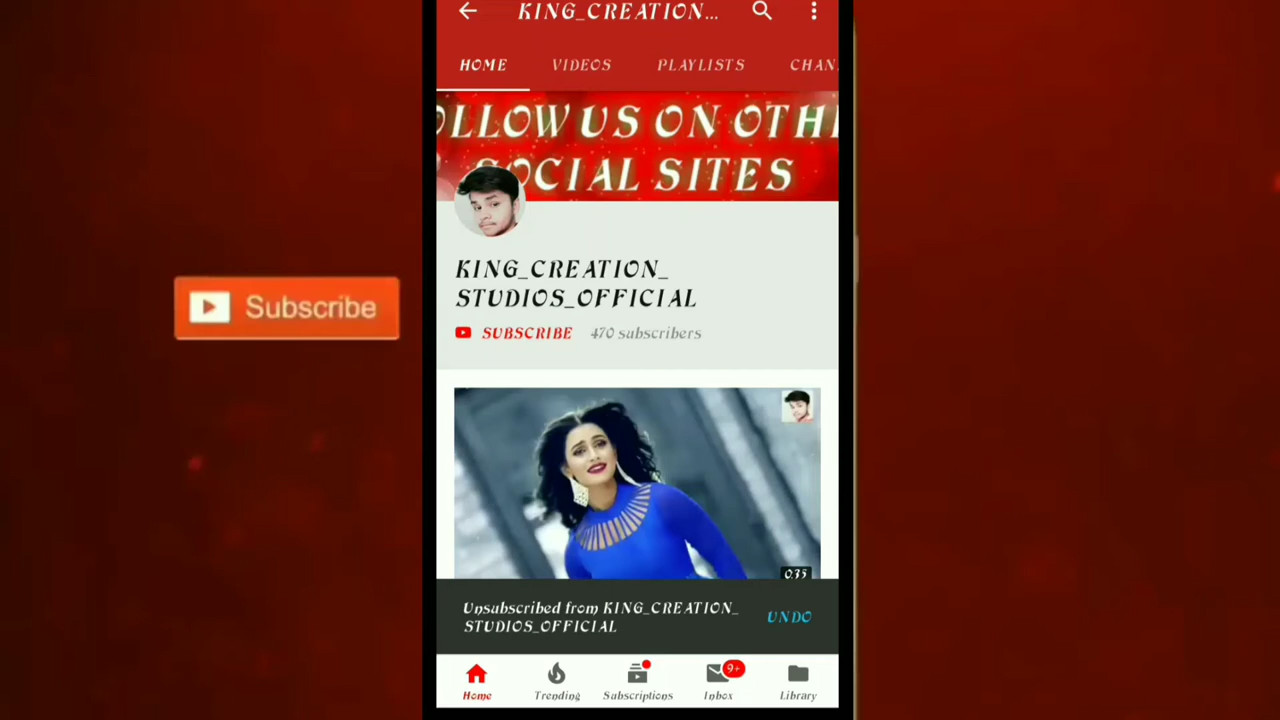 KING_CREATION...
HOME VIDEOS PLAYLISTS CHAN
OLLOW US ON OTH
SOCIAL SITES
KING_CREATION_
STUDIOS_OFFICIAL
SUBSCRIBE 470 subscribers
Subscribe
0:35
Unsubscribed from KING_CREATION_
STUDIOS_OFFICIAL
UNDO
9+
Home Trending Subscriptions Inbox Library